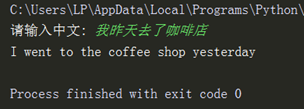 C:\Users\LP\AppData\Local\Programs\Python\
请输入中文: 我昨天去了咖啡店
I went to the coffee shop yesterday
Process finished with exit code 0